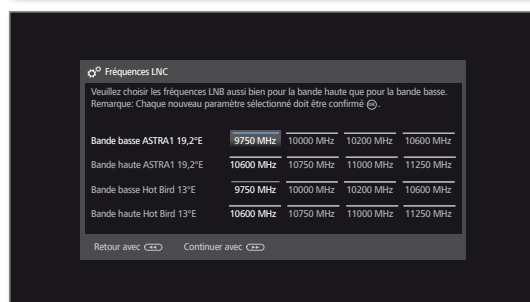 Fréquences LNC
Veuillez choisir les fréquences LNB aussi bien pour la bande haute que pour la bande basse.
Remarque: Chaque nouveau paramètre sélectionné doit être confirmé OK.
Bande basse ASTRA1 19,2°E 9750 MHz 10000 MHz 10200 MHz 10600 MHz
Bande haute ASTRA1 19,2°E 10600 MHz 10750 MHz 11000 MHz 11250 MHz
Bande basse Hot Bird 13°E 9750 MHz 10000 MHz 10200 MHz 10600 MHz
Bande haute Hot Bird 13°E 10600 MHz 10750 MHz 11000 MHz 11250 MHz
Retour avec Continuer avec